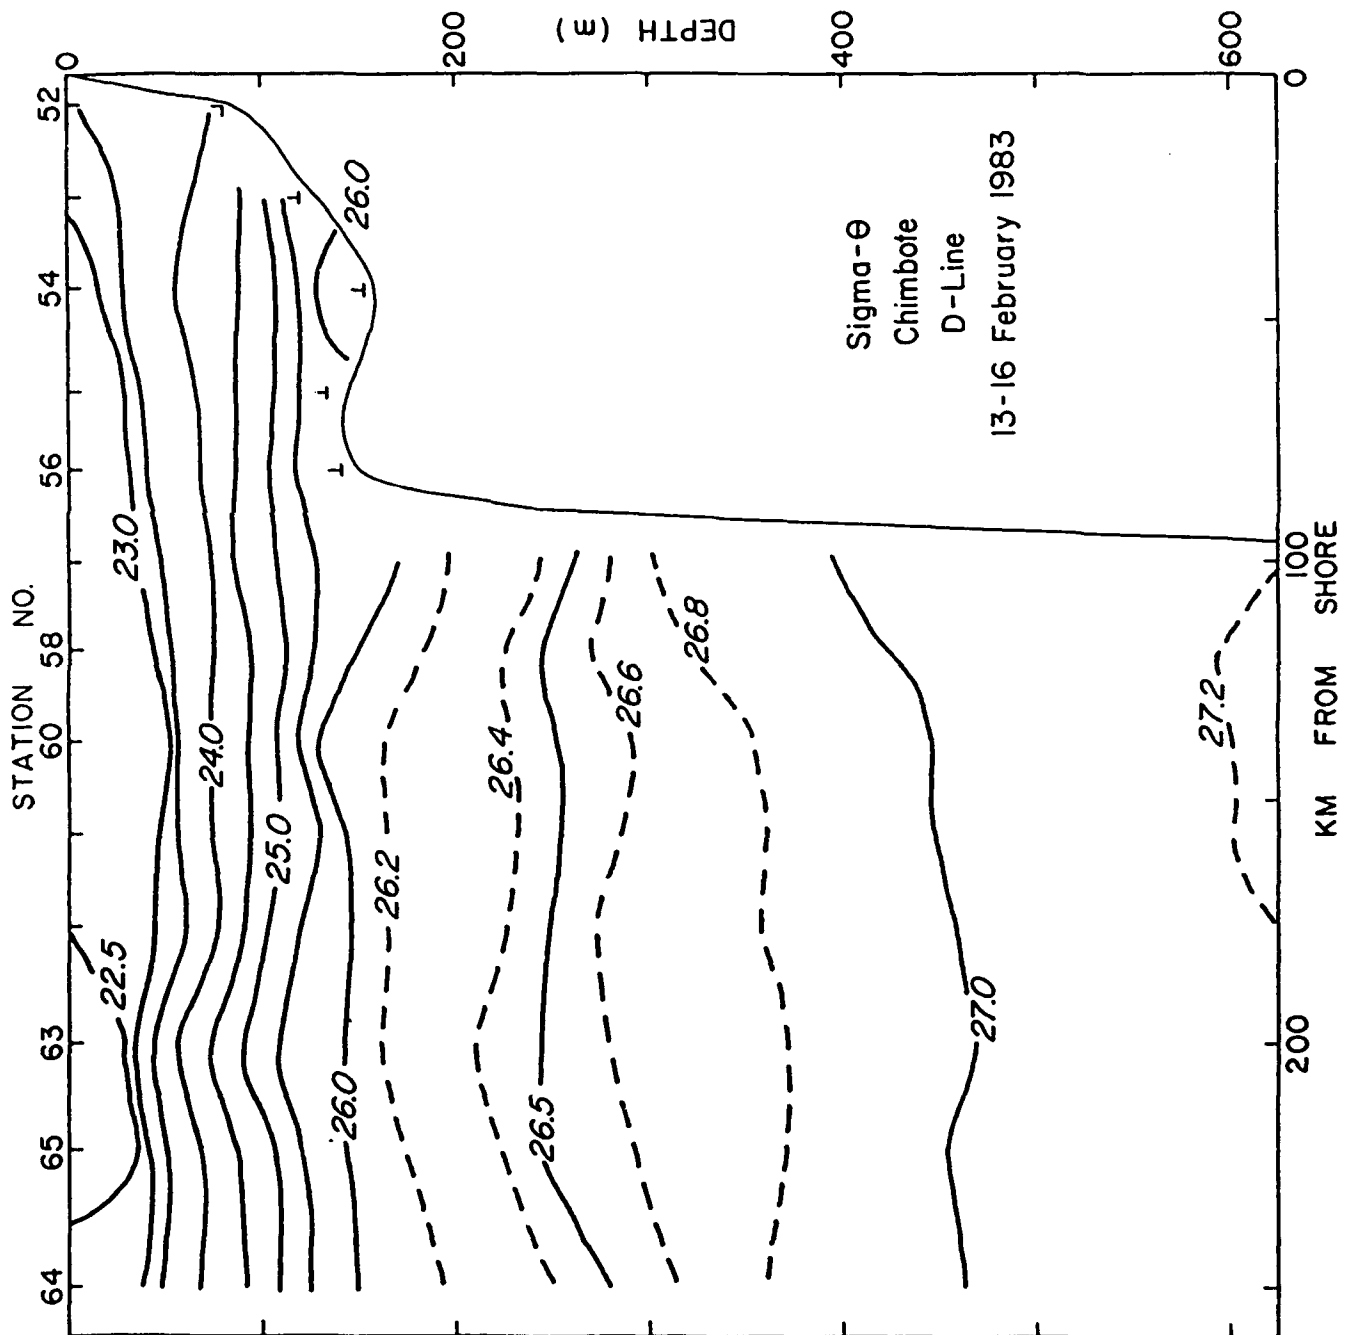 STATION NO.
64 65 63 60 58 56 54 52
0
200
400
600
DEPTH (m)
22.5
23.0
24.0
25.0
26.0
26.0
26.2
26.4
26.5
26.6
26.8
27.0
27.2
Sigma-Θ
Chimbote
D-Line
13-16 February 1983
200 100 0
KM FROM SHORE